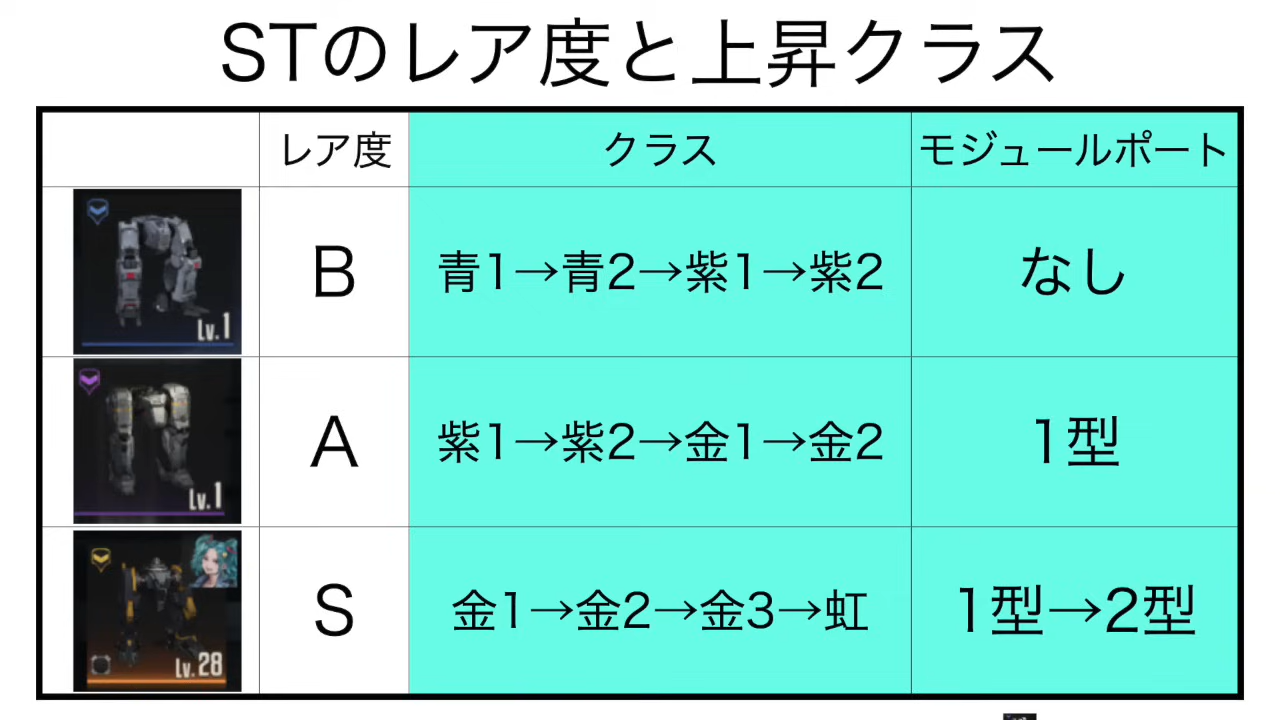 STのレア度と上昇クラス
レア度 クラス モジュールポート
Lv.1 B 青1→青2→紫1→紫2 なし
Lv.1 A 紫1→紫2→金1→金2 1型
Lv.28 S 金1→金2→金3→虹 1型→2型